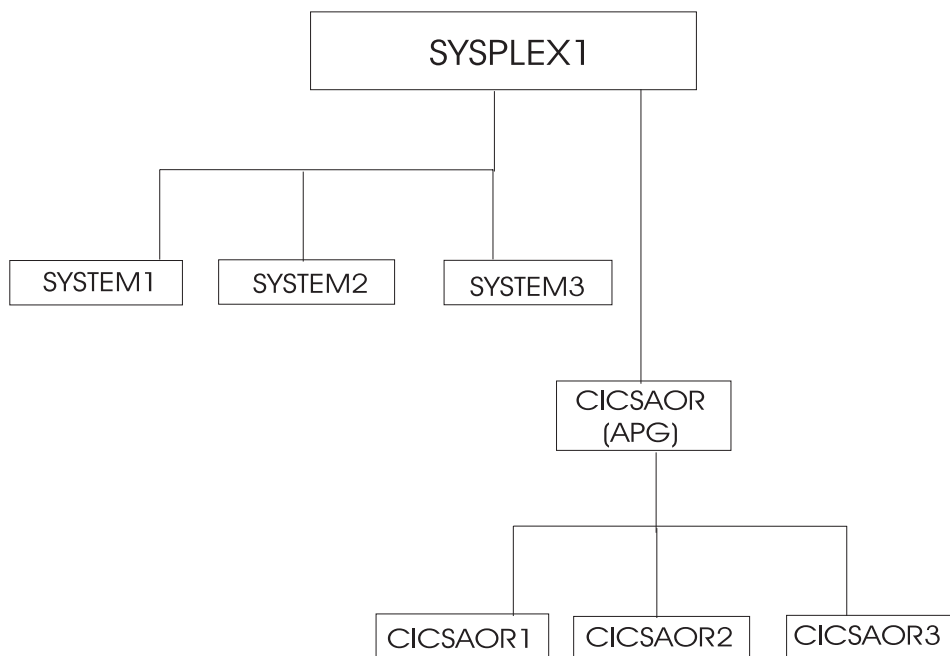 SYSPLEX1
SYSTEM1
SYSTEM2
SYSTEM3
CICSAOR
(APG)
CICSAOR1
CICSAOR2
CICSAOR3